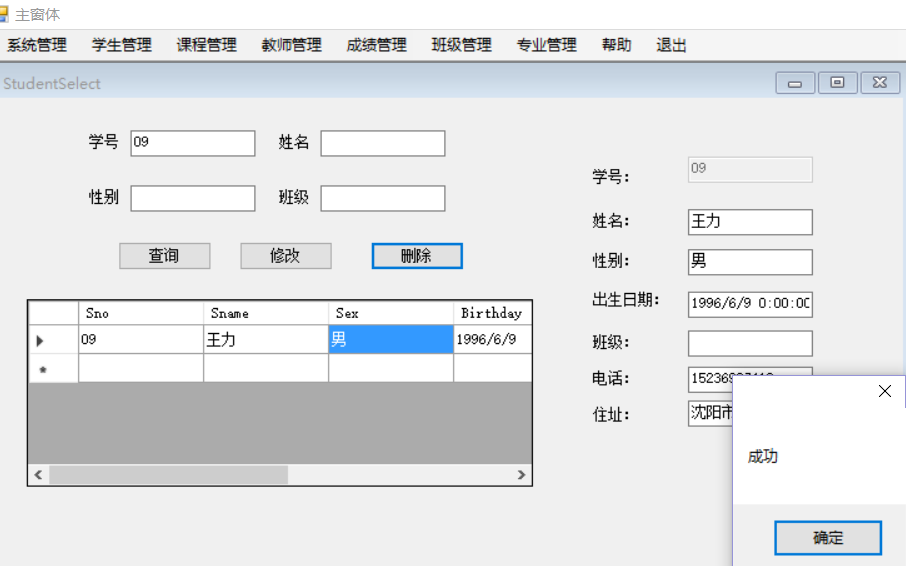 主窗体
系统管理 学生管理 课程管理 教师管理 成绩管理 班级管理 专业管理 帮助 退出
StudentSelect
学号 09 姓名
性别 班级
查询 修改 删除
Sno Sname Sex Birthday
09 王力 男 1996/6/9
*
学号: 09
姓名: 王力
性别: 男
出生日期: 1996/6/9 0:00:00
班级:
电话:
住址: 沈阳市
成功
确定